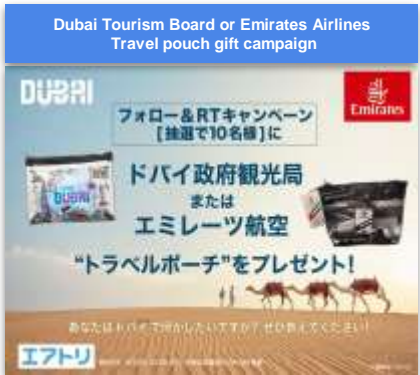 Dubai Tourism Board or Emirates Airlines
Travel pouch gift campaign
DUBAI
Emirates
フォロー＆RTキャンペーン
[抽選で10名様]に
ドバイ政府観光局
または
エミレーツ航空
DUBAI
“トラベルポーチ”をプレゼント!
あなたはドバイで何がしたいですか？ぜひ教えてください!
エアトリ